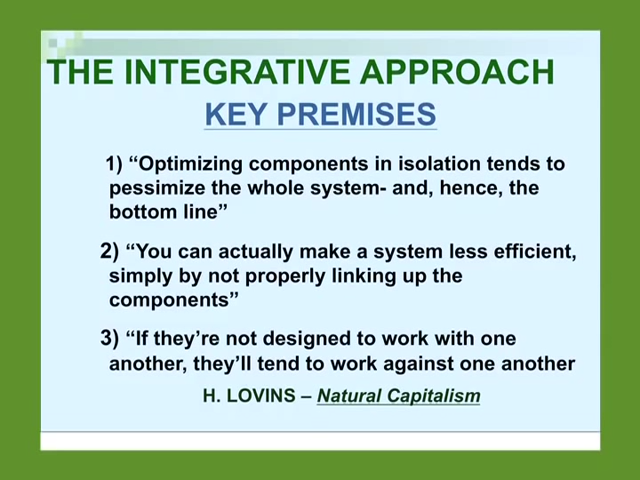 THE INTEGRATIVE APPROACH
KEY PREMISES
1) “Optimizing components in isolation tends to
pessimize the whole system- and, hence, the
bottom line”
2) “You can actually make a system less efficient,
simply by not properly linking up the
components”
3) “If they’re not designed to work with one
another, they’ll tend to work against one another
H. LOVINS – Natural Capitalism